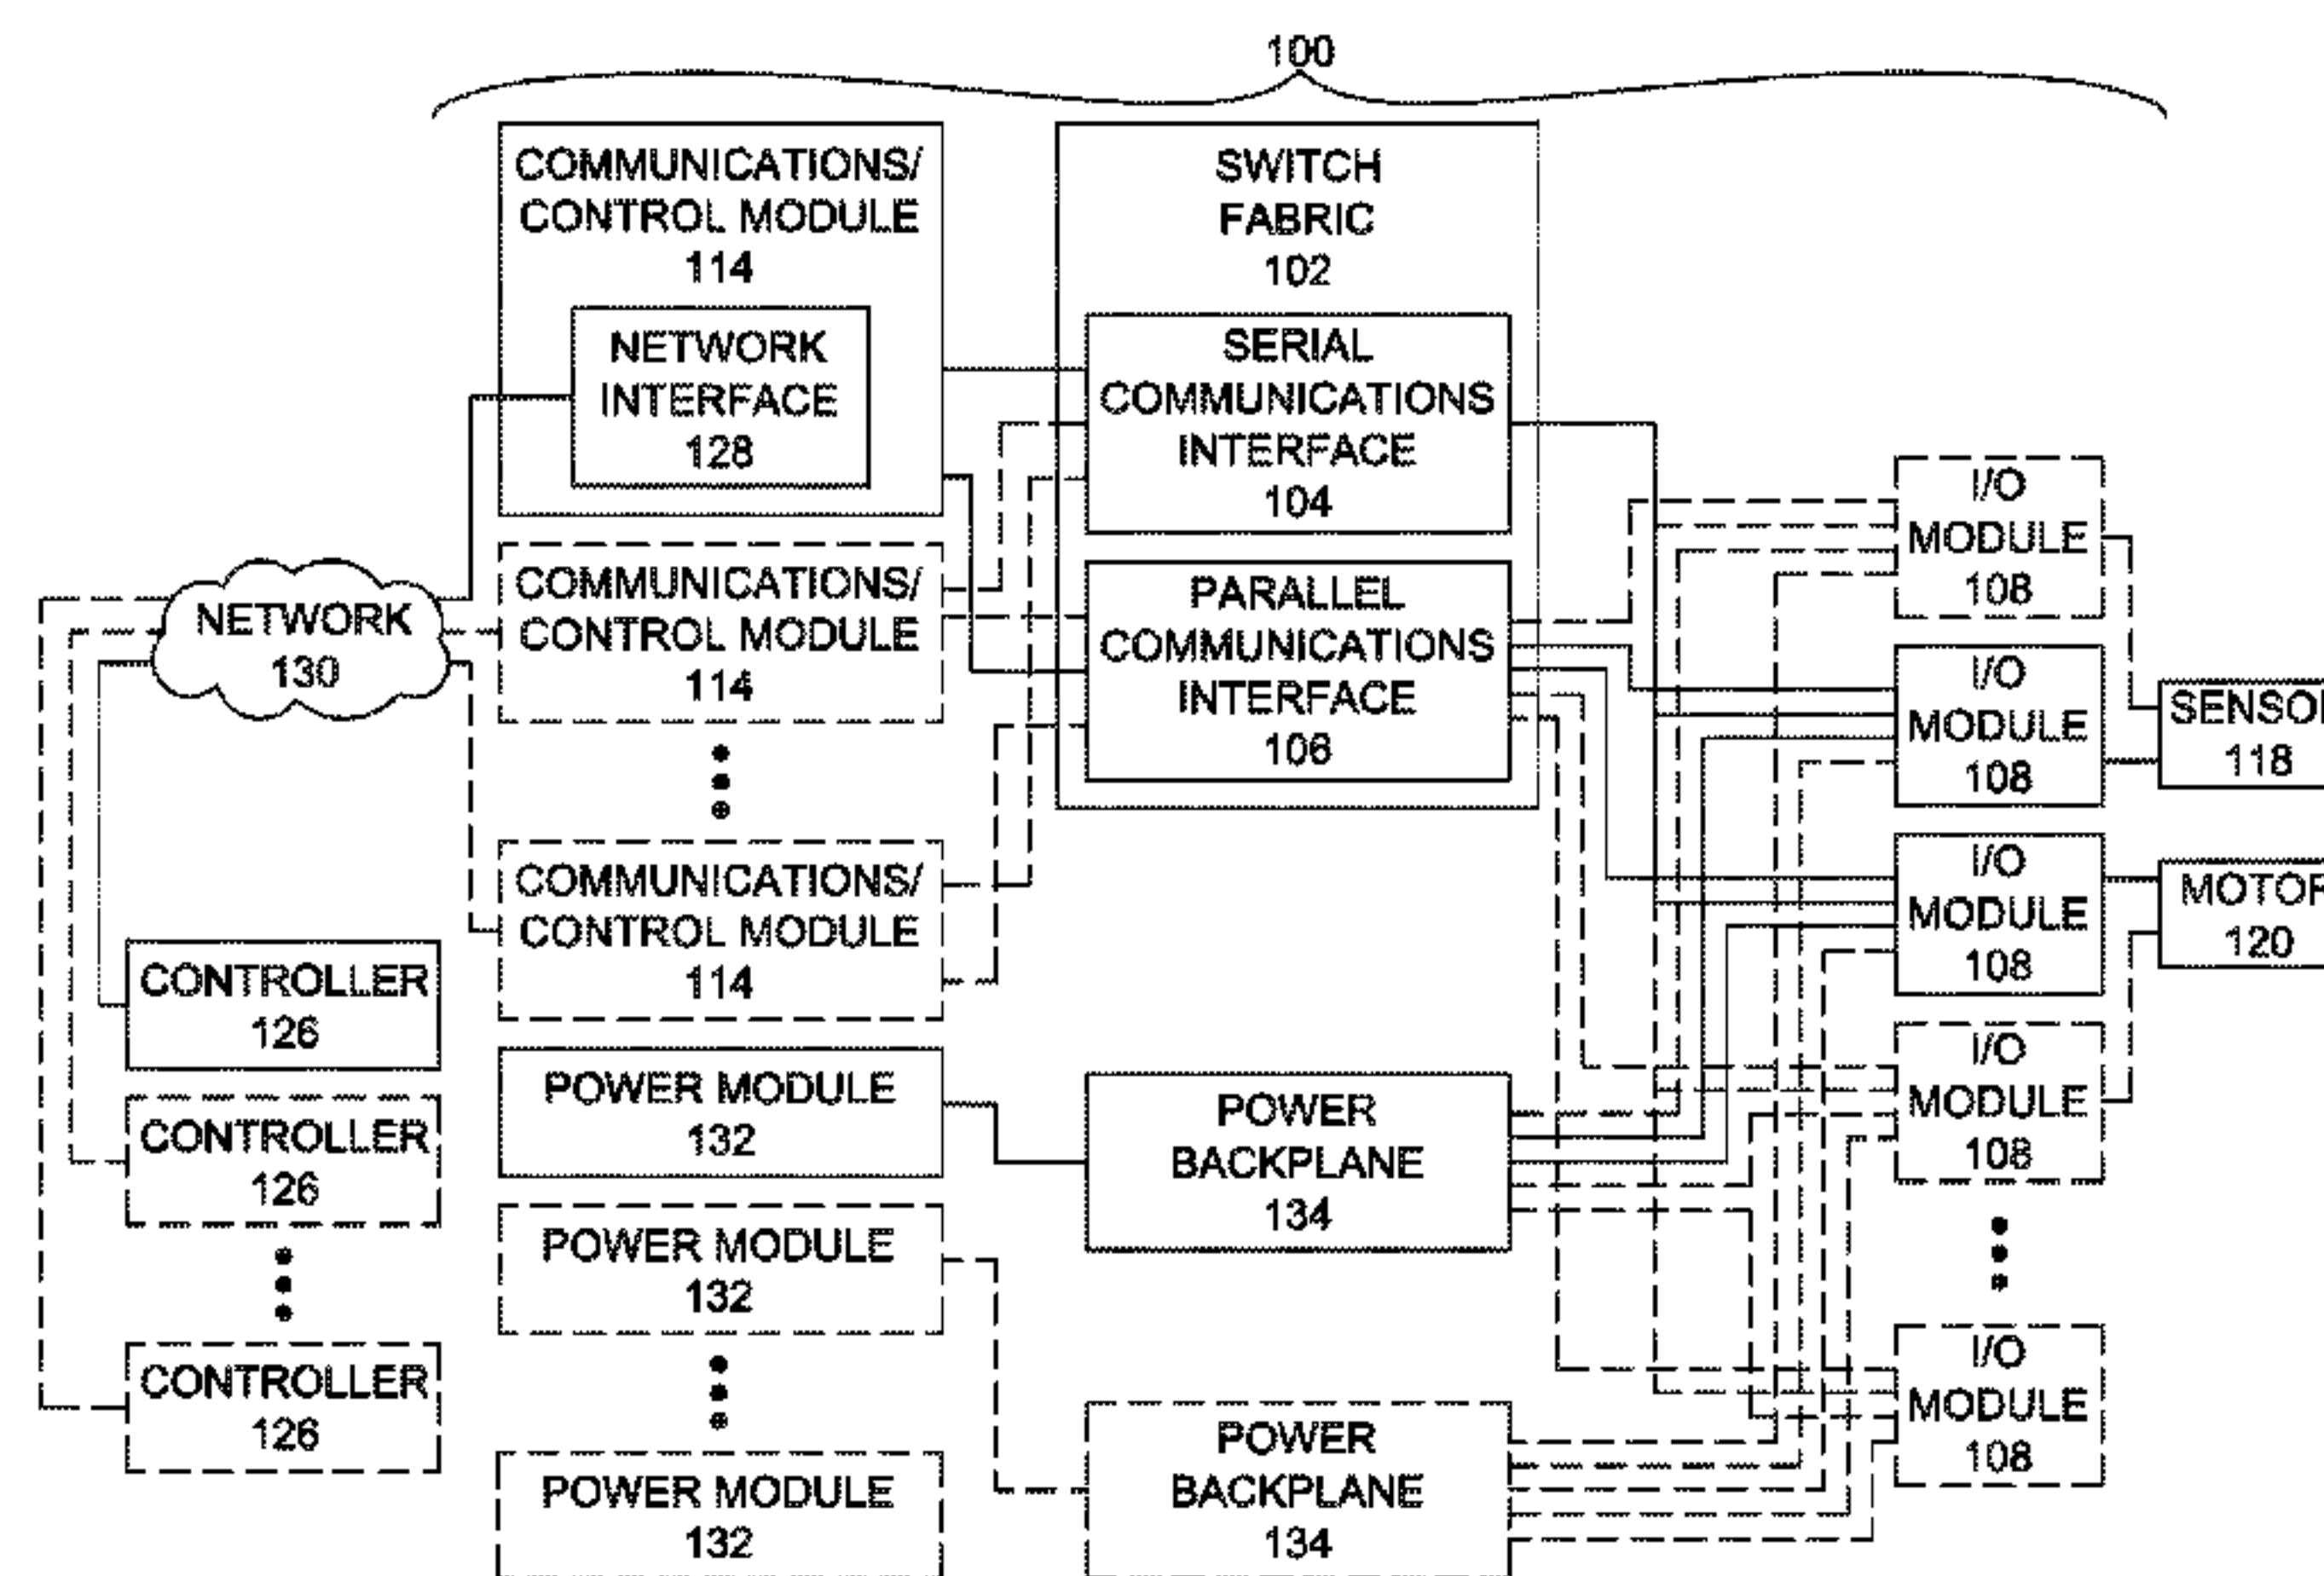 100
COMMUNICATIONS/
CONTROL MODULE
114
NETWORK
INTERFACE
128
SWITCH
FABRIC
102
SERIAL
COMMUNICATIONS
INTERFACE
104
PARALLEL
COMMUNICATIONS
INTERFACE
106
COMMUNICATIONS/
CONTROL MODULE
114
COMMUNICATIONS/
CONTROL MODULE
114
NETWORK
130
CONTROLLER
126
CONTROLLER
126
CONTROLLER
126
POWER MODULE
132
POWER MODULE
132
POWER MODULE
132
POWER
BACKPLANE
134
POWER
BACKPLANE
134
I/O
MODULE
108
I/O
MODULE
108
I/O
MODULE
108
I/O
MODULE
108
I/O
MODULE
108
SENSOR
118
MOTOR
120